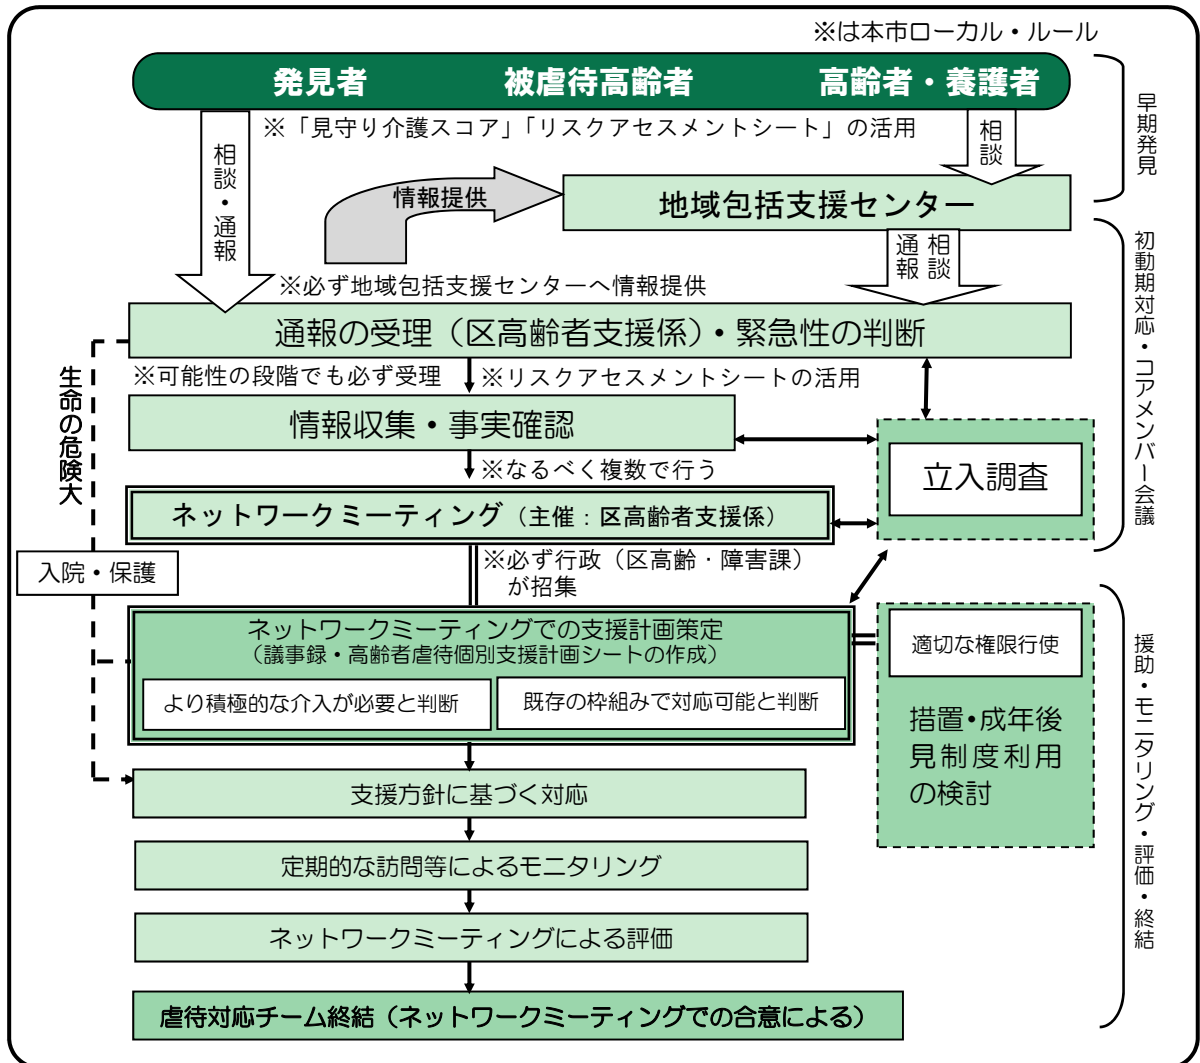 ※は本市ローカル・ルール
発見者
被虐待高齢者
高齢者・養護者
※「見守り介護スコア」「リスクアセスメントシート」の活用
相談・通報
相談
情報提供
地域包括支援センター
相談
通報
※必ず地域包括支援センターへ情報提供
通報の受理（区高齢者支援係）・緊急性の判断
※可能性の段階でも必ず受理
※リスクアセスメントシートの活用
情報収集・事実確認
※なるべく複数で行う
立入調査
ネットワークミーティング（主催：区高齢者支援係）
※必ず行政（区高齢・障害課）
が招集
生命の危険大
入院・保護
ネットワークミーティングでの支援計画策定
（議事録・高齢者虐待個別支援計画シートの作成）
より積極的な介入が必要と判断
既存の枠組みで対応可能と判断
適切な権限行使
措置・成年後
見制度利用
の検討
支援方針に基づく対応
定期的な訪問等によるモニタリング
ネットワークミーティングによる評価
虐待対応チーム終結（ネットワークミーティングでの合意による）
早期発見
初動期対応・コアメンバー会議
援助・モニタリング・評価・終結